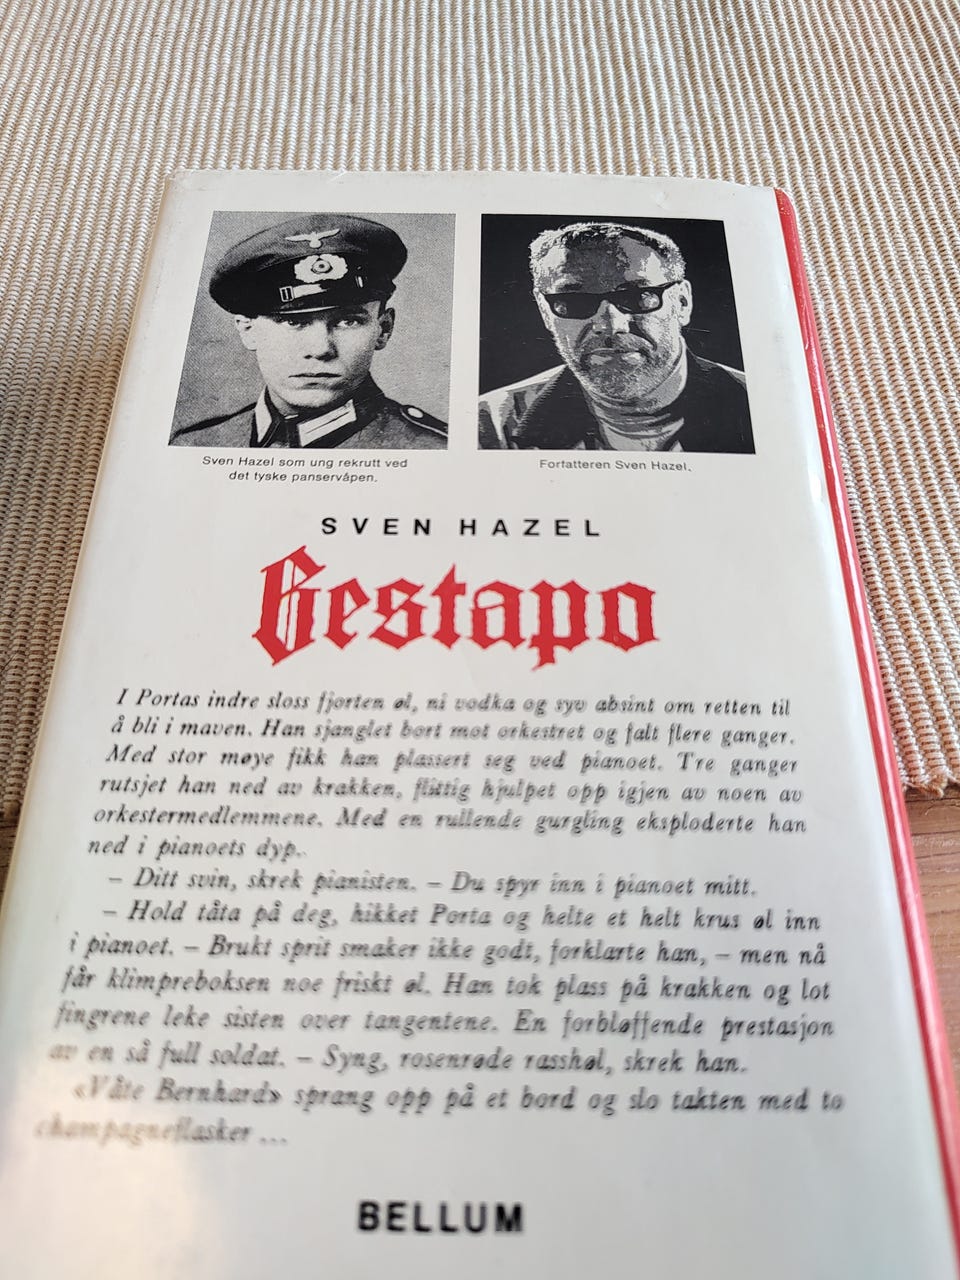 Sven Hazel som ung rekrutt ved
det tyske panservåpen.
Forfatteren Sven Hazel.
SVEN HAZEL
Gestapo
I Portas indre sloss fjorten øl, ni vodka og syv absint om retten til
å bli i maven. Han sjanglet bort mot orkestret og falt flere ganger.
Med stor møye fikk han plassert seg ved pianoet. Tre ganger
rutsjet han ned av krakken, flittig hjulpet opp igjen av noen av
orkestermedlemmene. Med en rullende gurgling eksploderte han
ned i pianoets dyp.
– Ditt svin, skrek pianisten. – Du spyr inn i pianoet mitt.
– Hold tåta på deg, hikket Porta og helte et helt krus øl inn
i pianoet. – Brukt sprit smaker ikke godt, forklarte han, – men nå
får klimpreboksen noe friskt øl. Han tok plass på krakken og lot
fingrene leke sisten over tangentene. En forbløffende prestasjon
av en så full soldat. – Syng, rosenrøde rasshøl, skrek han.
«Våte Bernhard» sprang opp på et bord og slo takten med to
champagneflasker ...
BELLUM